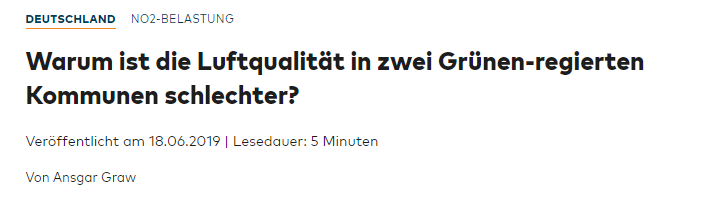 DEUTSCHLAND NO2-BELASTUNG
Warum ist die Luftqualität in zwei Grünen-regierten
Kommunen schlechter?
Veröffentlicht am 18.06.2019 | Lesedauer: 5 Minuten
Von Ansgar Graw